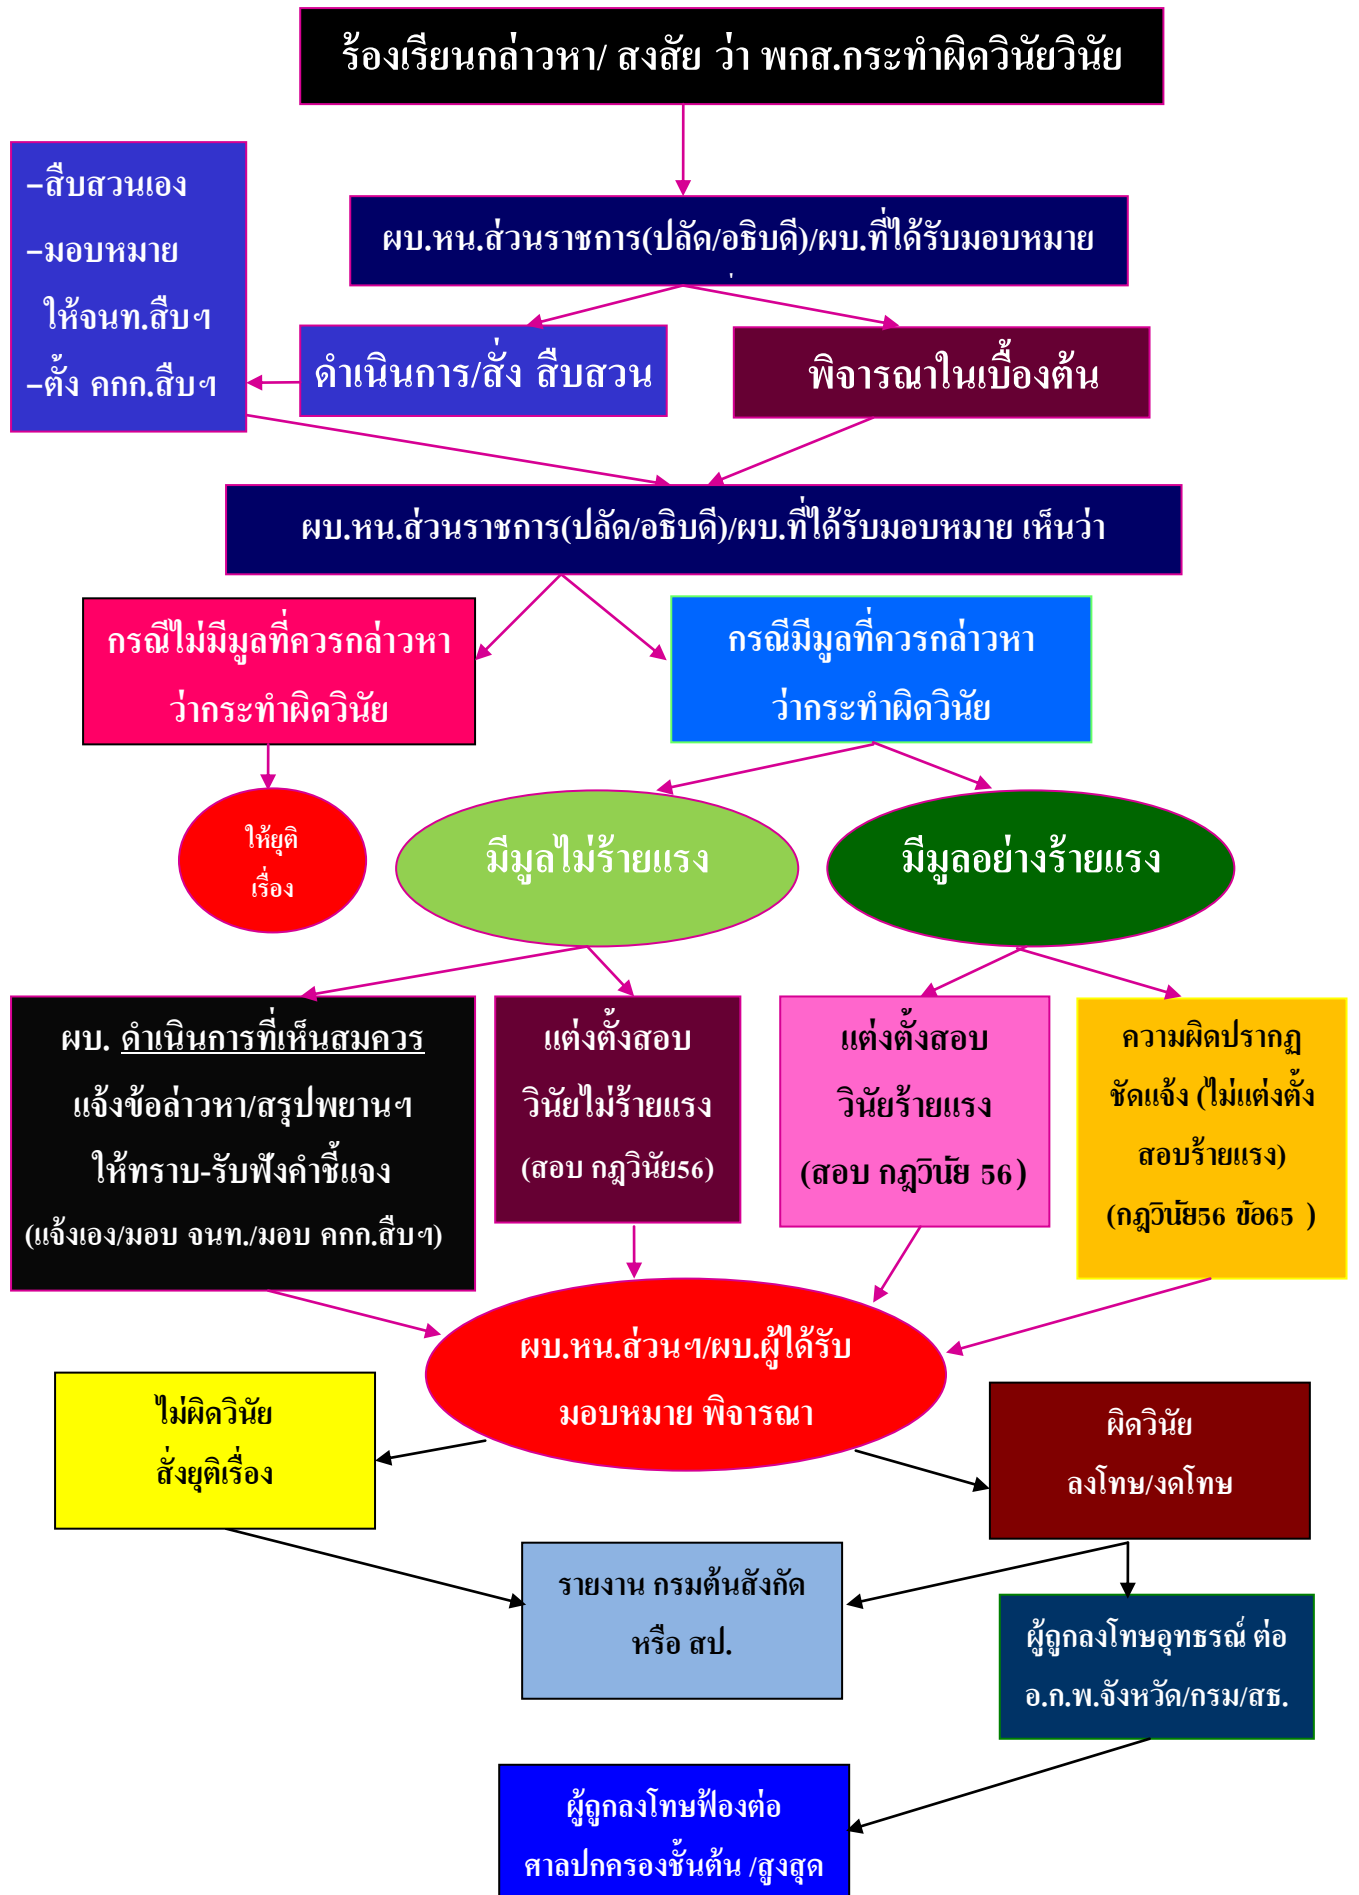 ร้องเรียนกล่าวหา/ สงสัย ว่า พกส.กระทำผิดวินัยวินัย
–สืบสวนเอง
–มอบหมาย
ให้จนท.สืบฯ
–ตั้ง คกก.สืบฯ
ผบ.หน.ส่วนราชการ(ปลัด/อธิบดี)/ผบ.ที่ได้รับมอบหมาย
ดำเนินการ/สั่ง สืบสวน
พิจารณาในเบื้องต้น
ผบ.หน.ส่วนราชการ(ปลัด/อธิบดี)/ผบ.ที่ได้รับมอบหมาย เห็นว่า
กรณีไม่มีมูลที่ควรกล่าวหา
ว่ากระทำผิดวินัย
กรณีมีมูลที่ควรกล่าวหา
ว่ากระทำผิดวินัย
ให้ยุติ
เรื่อง
มีมูลไม่ร้ายแรง
มีมูลอย่างร้ายแรง
ผบ. ดำเนินการที่เห็นสมควร
แจ้งข้อล่าวหา/สรุปพยานฯ
ให้ทราบ-รับฟังคำชี้แจง
(แจ้งเอง/มอบ จนท./มอบ คกก.สืบฯ)
แต่งตั้งสอบ
วินัยไม่ร้ายแรง
(สอบ กฎวินัย56)
แต่งตั้งสอบ
วินัยร้ายแรง
(สอบ กฎวินัย 56)
ความผิดปรากฏ
ชัดแจ้ง (ไม่แต่งตั้ง
สอบร้ายแรง)
(กฎวินัย56 ข้อ65 )
ผบ.หน.ส่วนฯ/ผบ.ผู้ได้รับ
มอบหมาย พิจารณา
ไม่ผิดวินัย
สั่งยุติเรื่อง
ผิดวินัย
ลงโทษ/งดโทษ
รายงาน กรมต้นสังกัด
หรือ สป.
ผู้ถูกลงโทษอุทธรณ์ ต่อ
อ.ก.พ.จังหวัด/กรม/สธ.
ผู้ถูกลงโทษฟ้องต่อ
ศาลปกครองชั้นต้น /สูงสุด